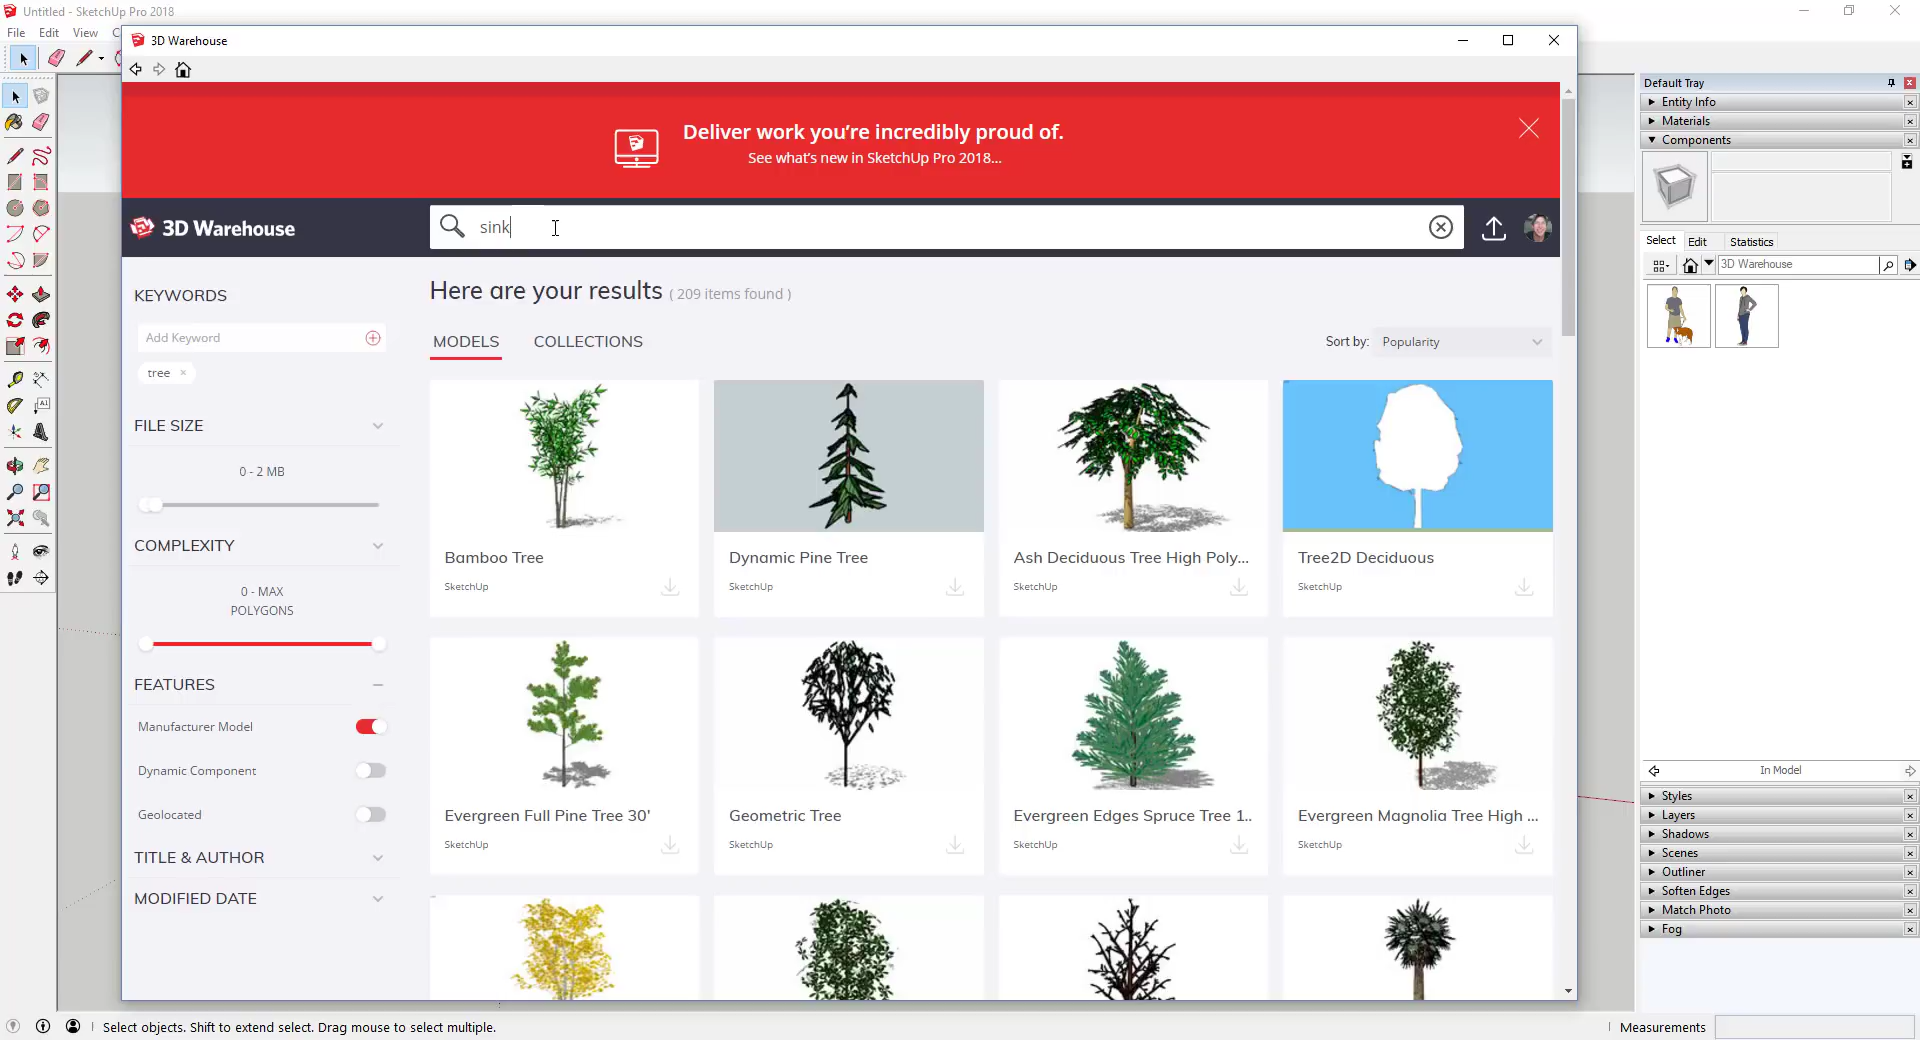 Untitled - SketchUp Pro 2018
File Edit View C
3D Warehouse
Deliver work you're incredibly proud of.
See what's new in SketchUp Pro 2018...
3D Warehouse
sink
KEYWORDS
Add Keyword
tree ×
FILE SIZE
0 - 2 MB
COMPLEXITY
0 - MAX
POLYGONS
FEATURES
Manufacturer Model
Dynamic Component
Geolocated
TITLE & AUTHOR
MODIFIED DATE
Here are your results ( 209 items found )
MODELS COLLECTIONS
Sort by: Popularity
Bamboo Tree
SketchUp
Dynamic Pine Tree
SketchUp
Ash Deciduous Tree High Poly...
SketchUp
Tree2D Deciduous
SketchUp
Evergreen Full Pine Tree 30'
SketchUp
Geometric Tree
SketchUp
Evergreen Edges Spruce Tree 1..
SketchUp
Evergreen Magnolia Tree High ...
SketchUp
Default Tray
Entity Info
Materials
Components
Select Edit Statistics
3D Warehouse
In Model
Styles
Layers
Shadows
Scenes
Outliner
Soften Edges
Match Photo
Fog
Select objects. Shift to extend select. Drag mouse to select multiple.
Measurements